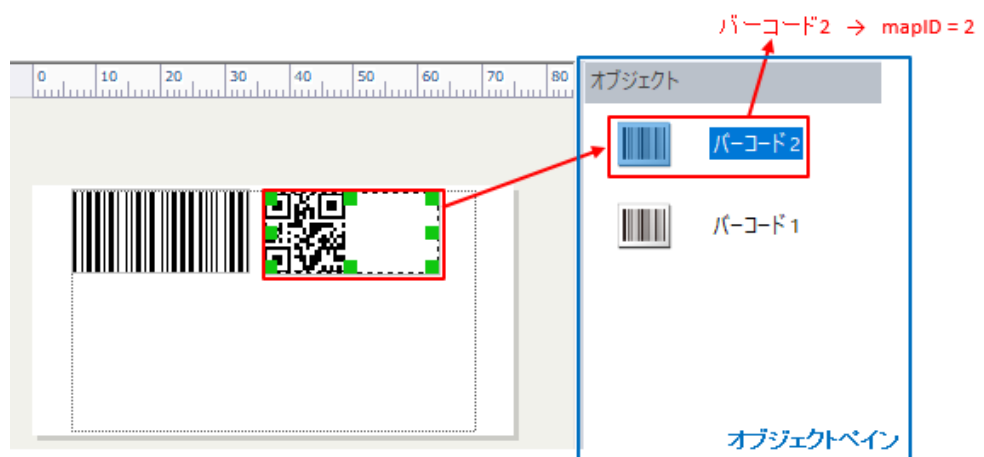 バーコード2 → mapID = 2
0 10 20 30 40 50 60 70 80
オブジェクト
バーコード 2
バーコード 1
オブジェクトペイン